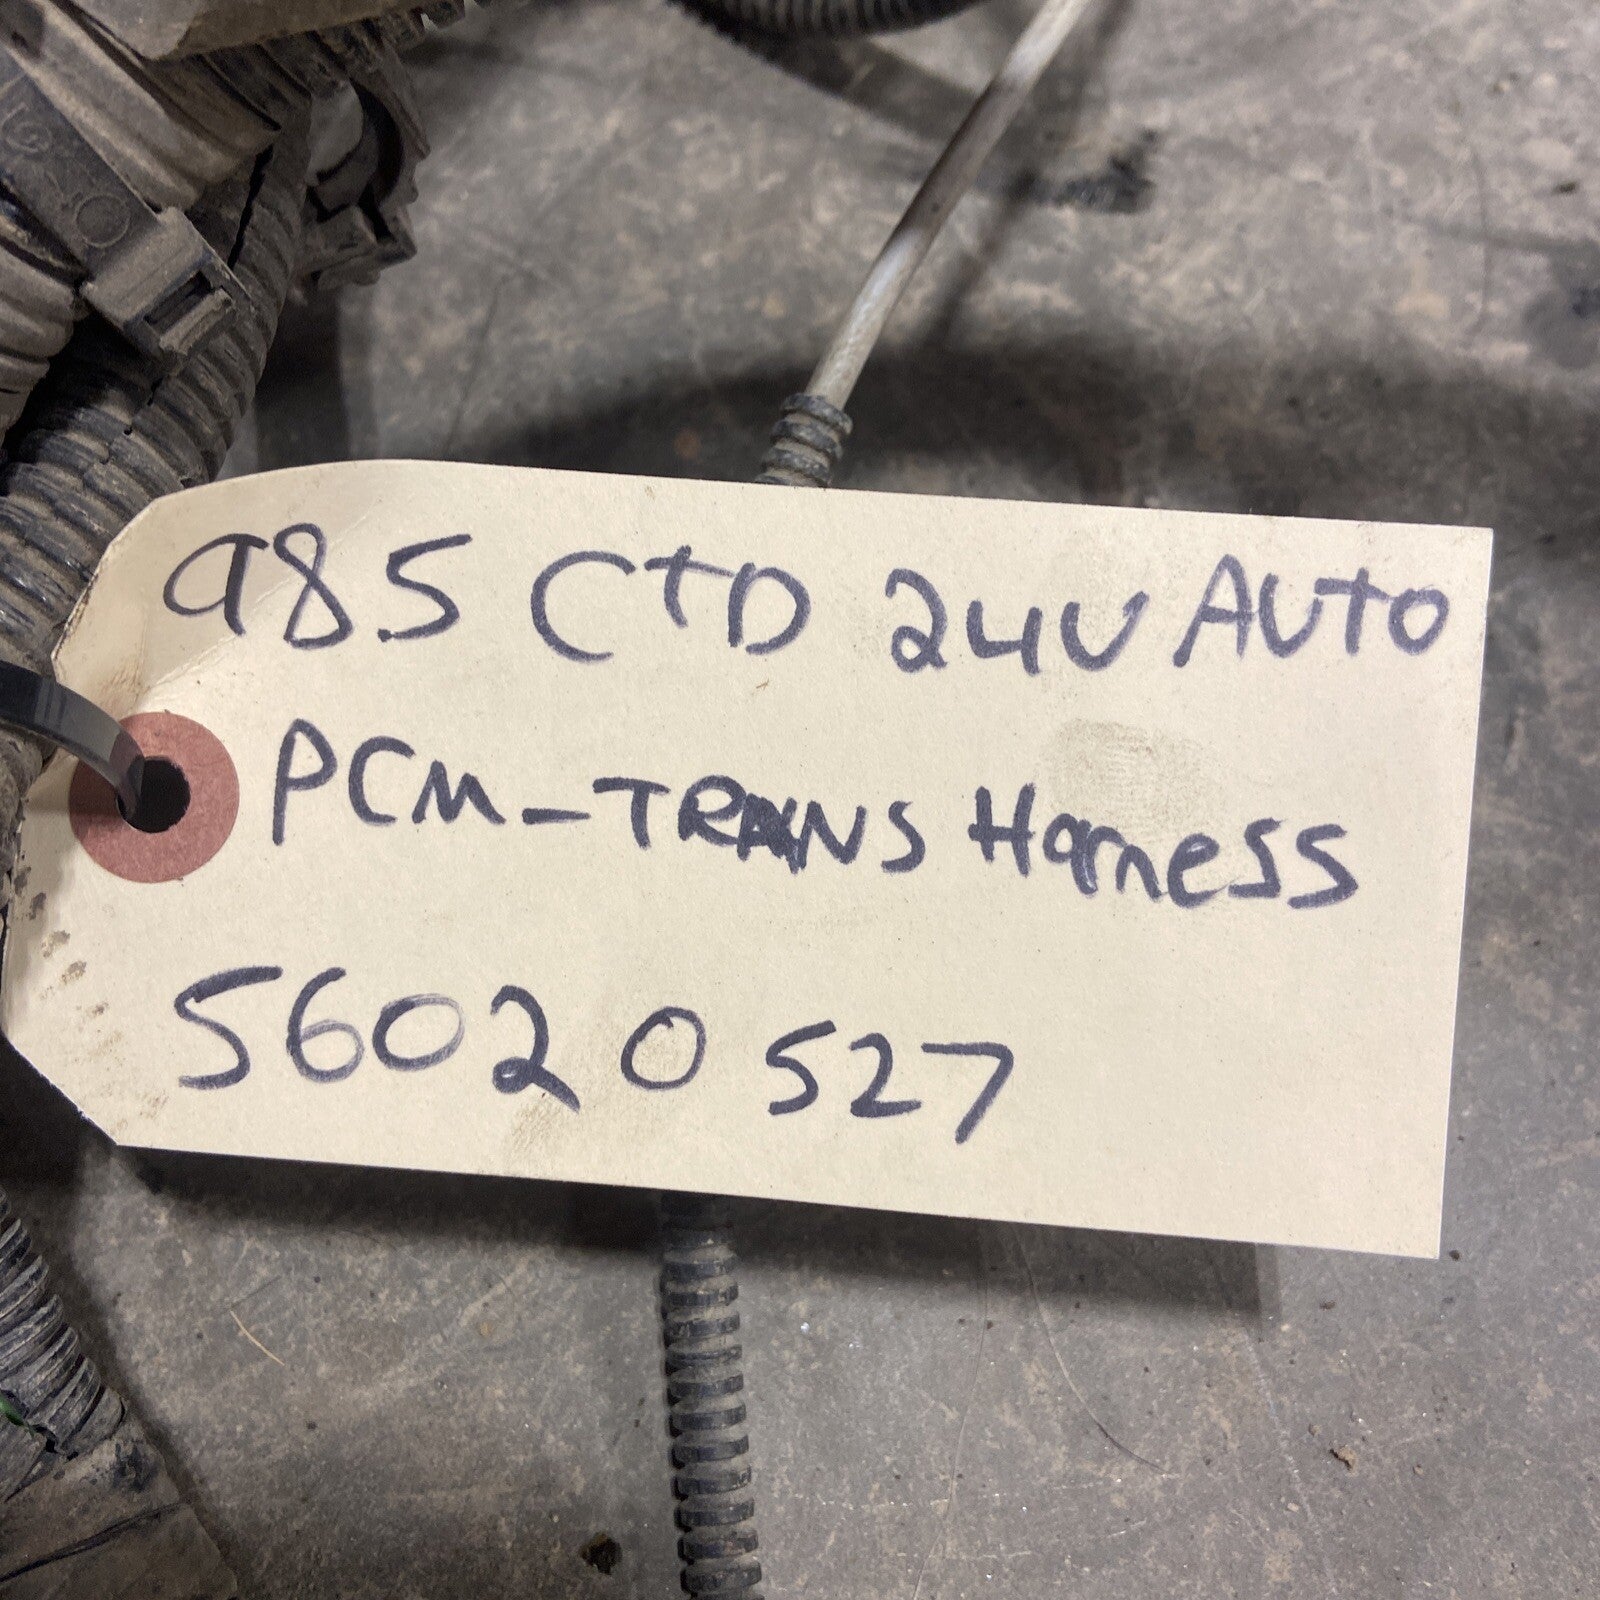 98.5 CTD 24V AUTO
PCM-TRANS Harness
56020527